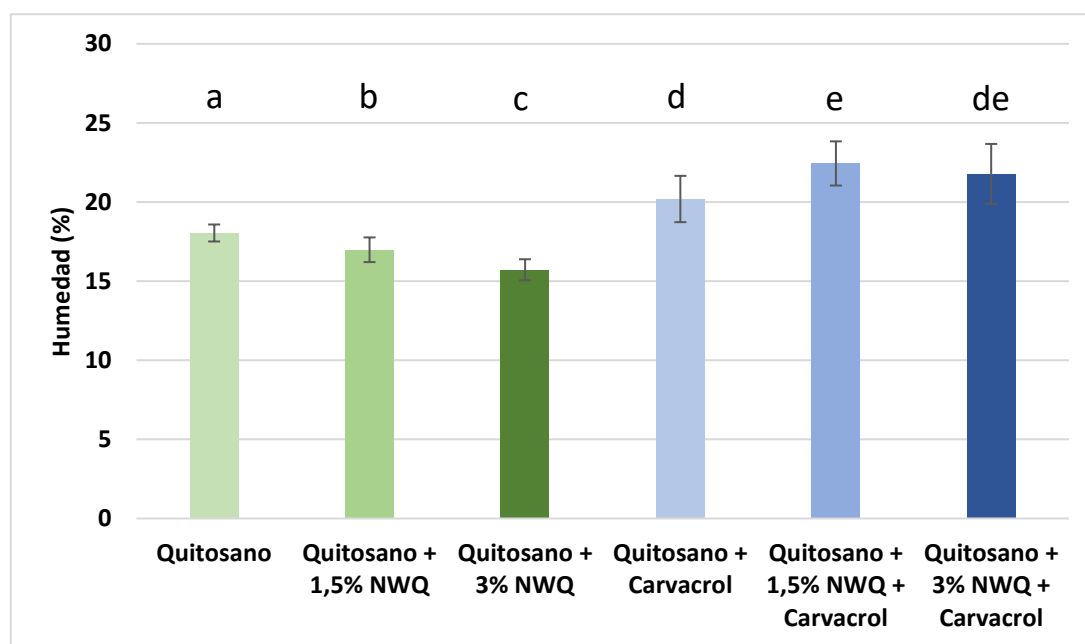 30
25
20
15
10
5
0
Humedad (%)
a b c d e de
Quitosano
Quitosano +
1,5% NWQ
Quitosano +
3% NWQ
Quitosano +
Carvacrol
Quitosano +
1,5% NWQ +
Carvacrol
Quitosano +
3% NWQ +
Carvacrol